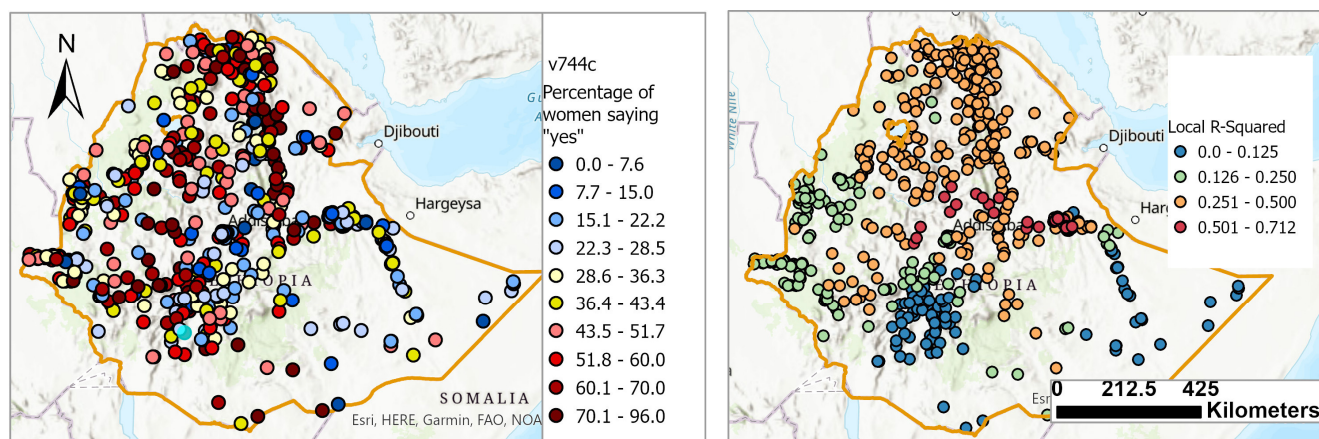 N
v744c
Percentage of
women saying
"yes"
0.0 - 7.6
7.7 - 15.0
15.1 - 22.2
22.3 - 28.5
28.6 - 36.3
36.4 - 43.4
43.5 - 51.7
51.8 - 60.0
60.1 - 70.0
70.1 - 96.0
Djibouti
Hargeysa
SOMALIA
Esri, HERE, Garmin, FAO, NOA
White Nile
Djibouti
Harg
Local R-Squared
0.0 - 0.125
0.126 - 0.250
0.251 - 0.500
0.501 - 0.712
Esr
0 212.5 425
Kilometers